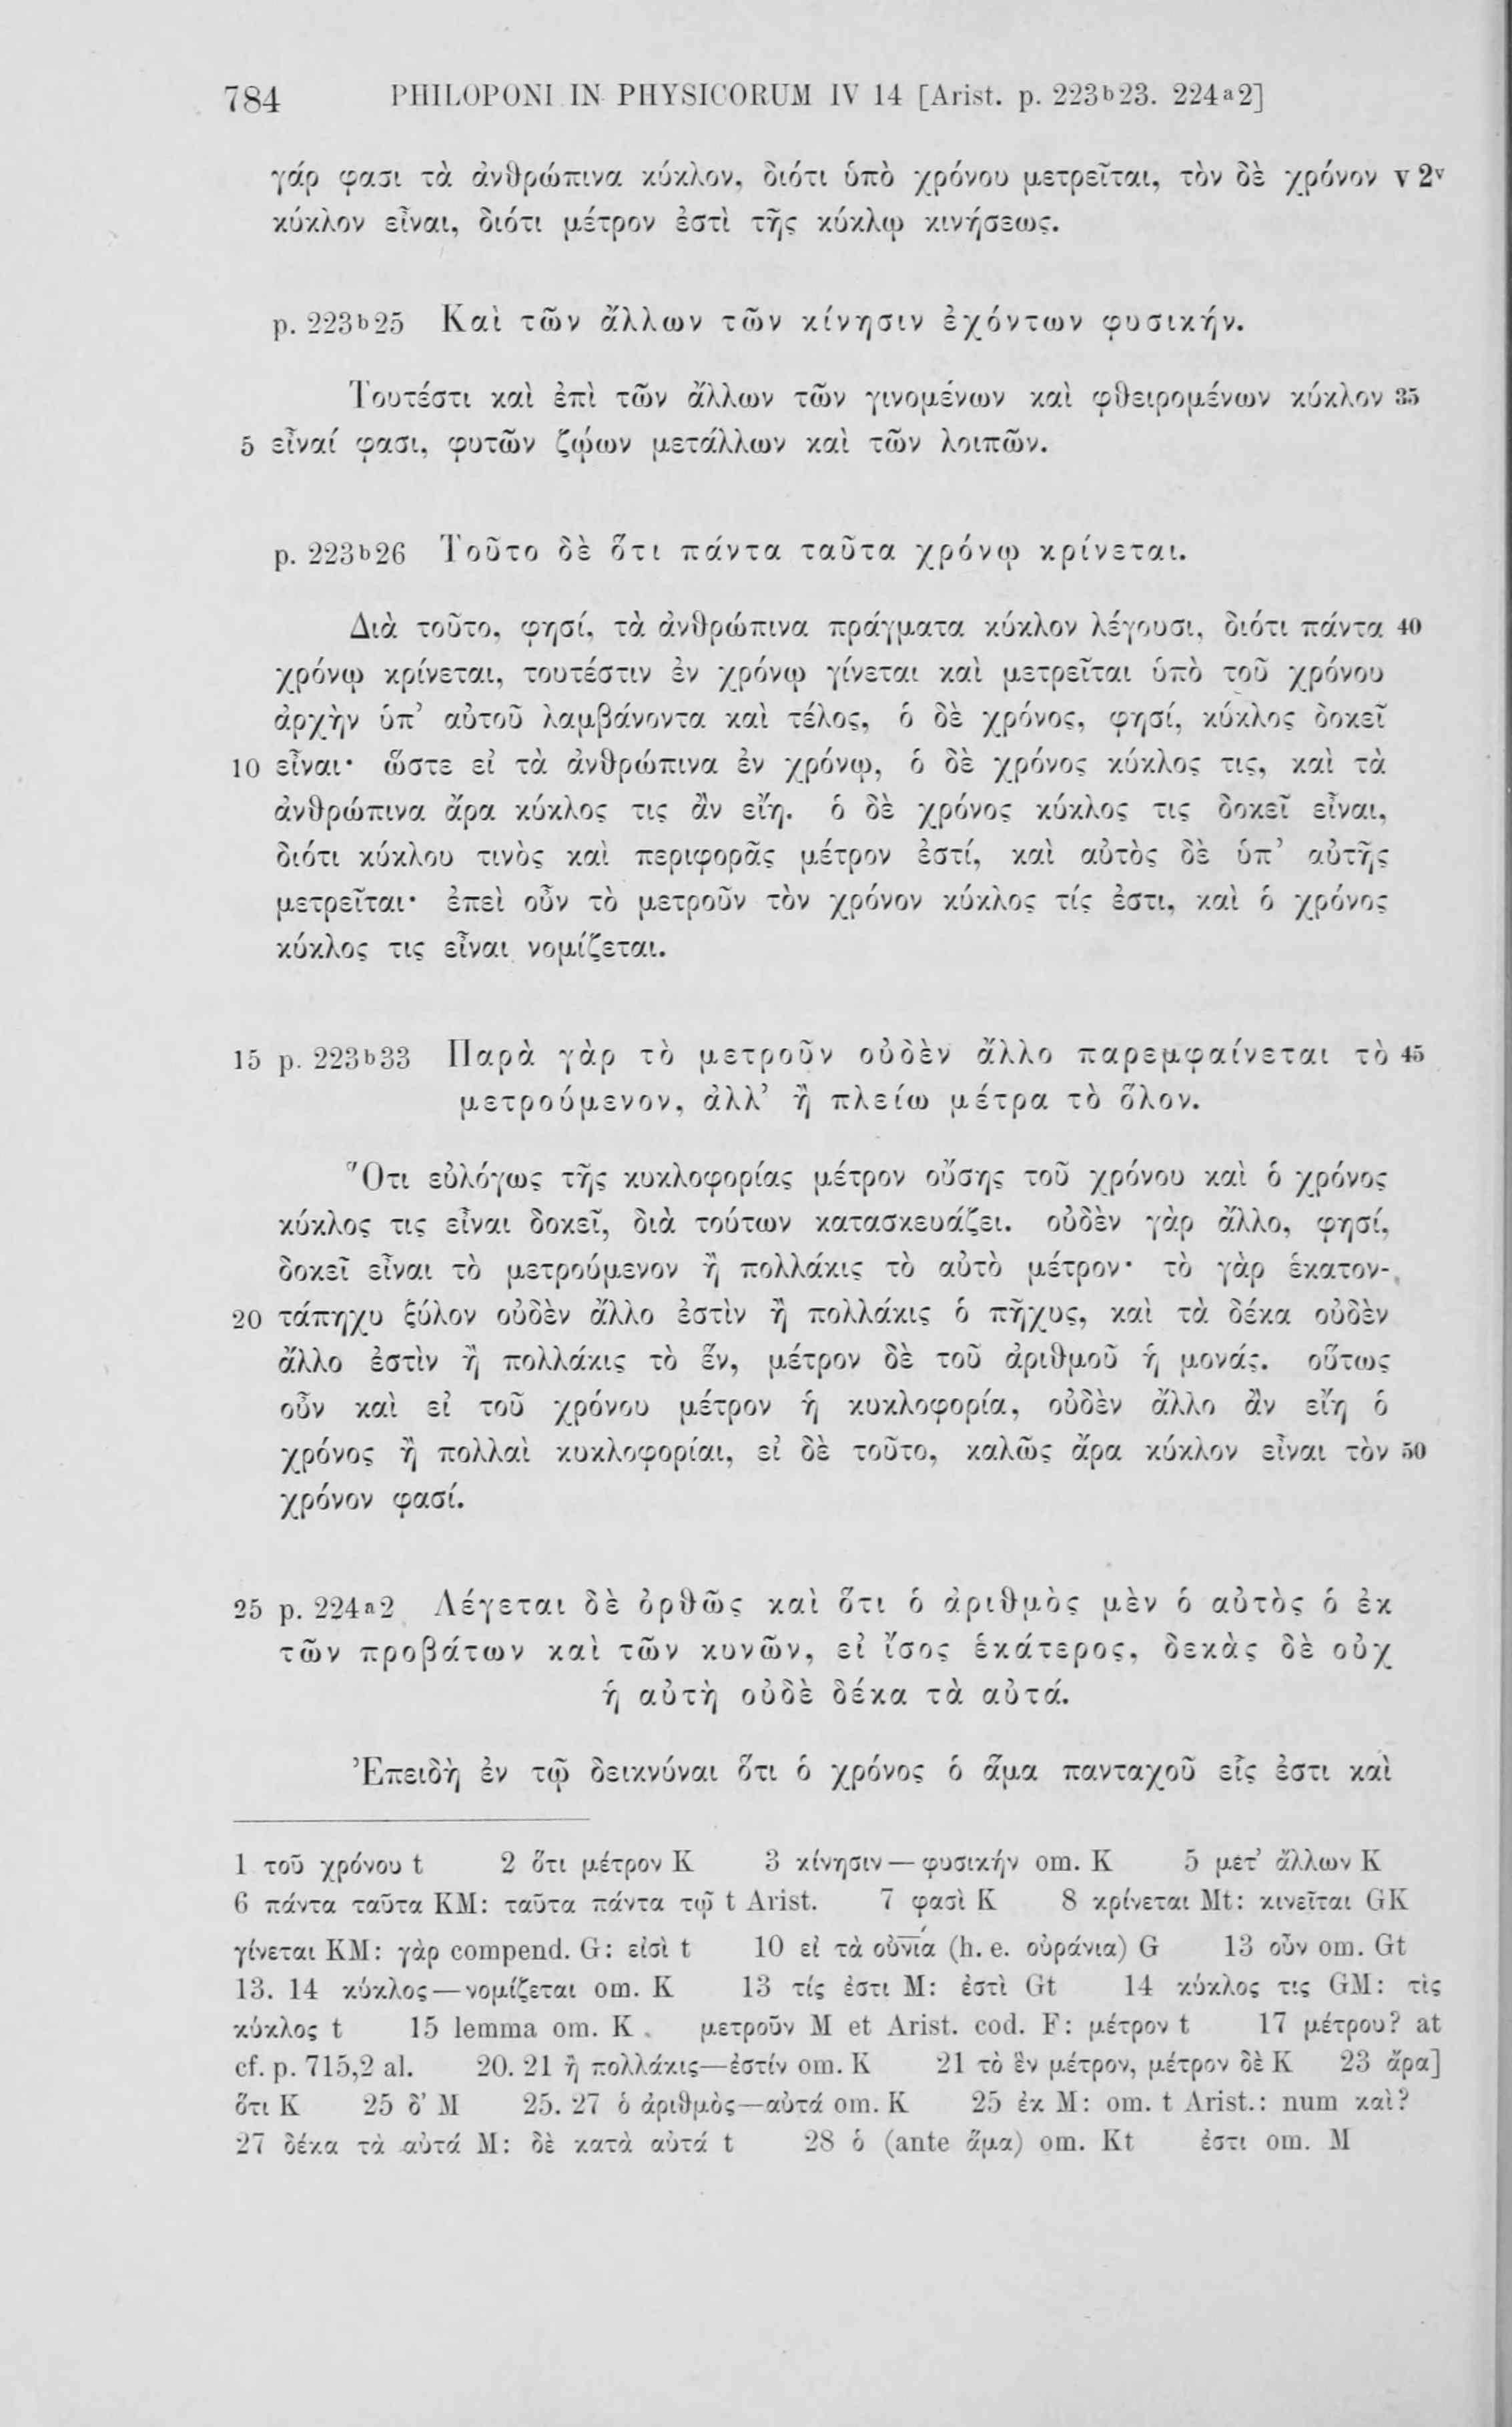 784 PHILOPONI IN PHYSICORUM IV 14 [Arist. p. 223b23. 224a2]
γάρ φασι τὰ ἀνθρώπινα κύκλον, διότι ὑπὸ χρόνου μετρεῖται, τὸν δὲ χρόνον v 2v
κύκλον εἶναι, διότι μέτρον ἐστὶ τῆς κύκλῳ κινήσεως.
p. 223b25 Καὶ τῶν ἄλλων τῶν κίνησιν ἐχόντων φυσικήν.
Τουτέστι καὶ ἐπὶ τῶν ἄλλων τῶν γινομένων καὶ φθειρομένων κύκλον 35
5 εἶναί φασι, φυτῶν ζῴων μετάλλων καὶ τῶν λοιπῶν.
p. 223b26 Τοῦτο δὲ ὅτι πάντα ταῦτα χρόνῳ κρίνεται.
Διὰ τοῦτο, φησί, τὰ ἀνθρώπινα πράγματα κύκλον λέγουσι, διότι πάντα 40
χρόνῳ κρίνεται, τουτέστιν ἐν χρόνῳ γίνεται καὶ μετρεῖται ὑπὸ τοῦ χρόνου
ἀρχὴν ὑπ’ αὐτοῦ λαμβάνοντα καὶ τέλος, ὁ δὲ χρόνος, φησί, κύκλος δοκεῖ
10 εἶναι· ὥστε εἰ τὰ ἀνθρώπινα ἐν χρόνῳ, ὁ δὲ χρόνος κύκλος τις, καὶ τὰ
ἀνθρώπινα ἄρα κύκλος τις ἂν εἴη. ὁ δὲ χρόνος κύκλος τις δοκεῖ εἶναι,
διότι κύκλου τινὸς καὶ περιφορᾶς μέτρον ἐστί, καὶ αὐτὸς δὲ ὑπ’ αὐτῆς
μετρεῖται· ἐπεὶ οὖν τὸ μετροῦν τὸν χρόνον κύκλος τίς ἐστι, καὶ ὁ χρόνος
κύκλος τις εἶναι νομίζεται.
15 p. 223b33 Παρὰ γὰρ τὸ μετροῦν οὐδὲν ἄλλο παρεμφαίνεται τὸ 45
μετρούμενον, ἀλλ’ ἢ πλείω μέτρα τὸ ὅλον.
Ὅτι εὐλόγως τῆς κυκλοφορίας μέτρον οὔσης τοῦ χρόνου καὶ ὁ χρόνος
κύκλος τις εἶναι δοκεῖ, διὰ τούτων κατασκευάζει. οὐδὲν γὰρ ἄλλο, φησί,
δοκεῖ εἶναι τὸ μετρούμενον ἢ πολλάκις τὸ αὐτὸ μέτρον· τὸ γὰρ ἑκατον-
20 τάπηχυ ξύλον οὐδὲν ἄλλο ἐστὶν ἢ πολλάκις ὁ πῆχυς, καὶ τὰ δέκα οὐδὲν
ἄλλο ἐστὶν ἢ πολλάκις τὸ ἕν, μέτρον δὲ τοῦ ἀριθμοῦ ἡ μονάς. οὕτως
οὖν καὶ εἰ τοῦ χρόνου μέτρον ἡ κυκλοφορία, οὐδὲν ἄλλο ἂν εἴη ὁ
χρόνος ἢ πολλαὶ κυκλοφορίαι, εἰ δὲ τοῦτο, καλῶς ἄρα κύκλον εἶναι τὸν 50
χρόνον φασί.
25 p. 224a2 Λέγεται δὲ ὀρθῶς καὶ ὅτι ὁ ἀριθμὸς μὲν ὁ αὐτὸς ὁ ἐκ
τῶν προβάτων καὶ τῶν κυνῶν, εἰ ἴσος ἑκάτερος, δεκὰς δὲ οὐχ
ἡ αὐτὴ οὐδὲ δέκα τὰ αὐτά.
Ἐπειδὴ ἐν τῷ δεικνύναι ὅτι ὁ χρόνος ὁ ἅμα πανταχοῦ εἷς ἐστι καὶ
1 τοῦ χρόνου t 2 ὅτι μέτρον K 3 κίνησιν — φυσικήν om. K 5 μετ’ ἄλλων K
6 πάντα ταῦτα KM: ταῦτα πάντα τῷ t Arist. 7 φασὶ K 8 κρίνεται Mt: κινεῖται GK
γίνεται KM: γὰρ compend. G: εἰσὶ t 10 εἰ τὰ οὐνία (h. e. οὐράνια) G 13 οὖν om. Gt
13. 14 κύκλος — νομίζεται om. K 13 τίς ἐστι M: ἐστὶ Gt 14 κύκλος τις GM: τὶς
κύκλος t 15 lemma om. K μετροῦν M et Arist. cod. F: μέτρον t 17 μέτρου? at
cf. p. 715,2 al. 20. 21 ἢ πολλάκις—ἐστίν om. K 21 τὸ ἓν μέτρον, μέτρον δὲ K 23 ἄρα]
ὅτι K 25 δ’ M 25. 27 ὁ ἀριθμὸς—αὐτά om. K 25 ἐκ M: om. t Arist.: num καὶ?
27 δέκα τὰ αὐτά M: δὲ κατὰ αὐτά t 28 ὁ (ante ἅμα) om. Kt ἐστι om. M